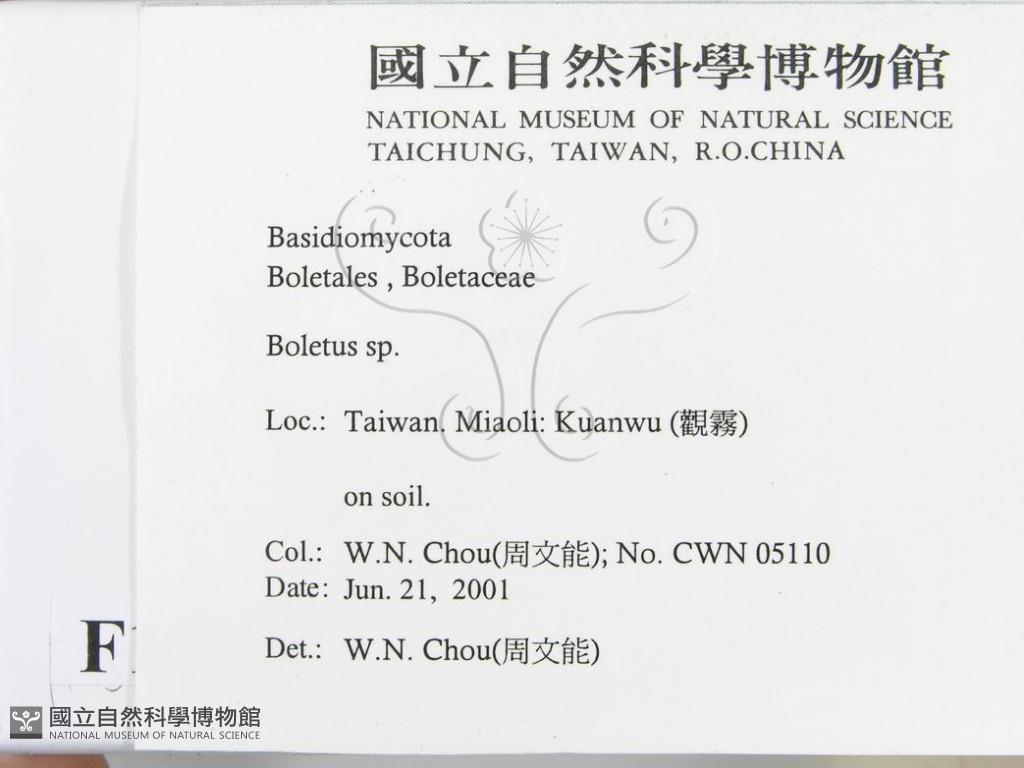 國立自然科學博物館
NATIONAL MUSEUM OF NATURAL SCIENCE
TAICHUNG, TAIWAN, R.O.CHINA
Basidiomycota
Boletales , Boletaceae
Boletus sp.
Loc.: Taiwan. Miaoli: Kuanwu (觀霧)
on soil.
Col.: W.N. Chou(周文能); No. CWN 05110
Date: Jun. 21, 2001
Det.: W.N. Chou(周文能)
F
國立自然科學博物館
NATIONAL MUSEUM OF NATURAL SCIENCE